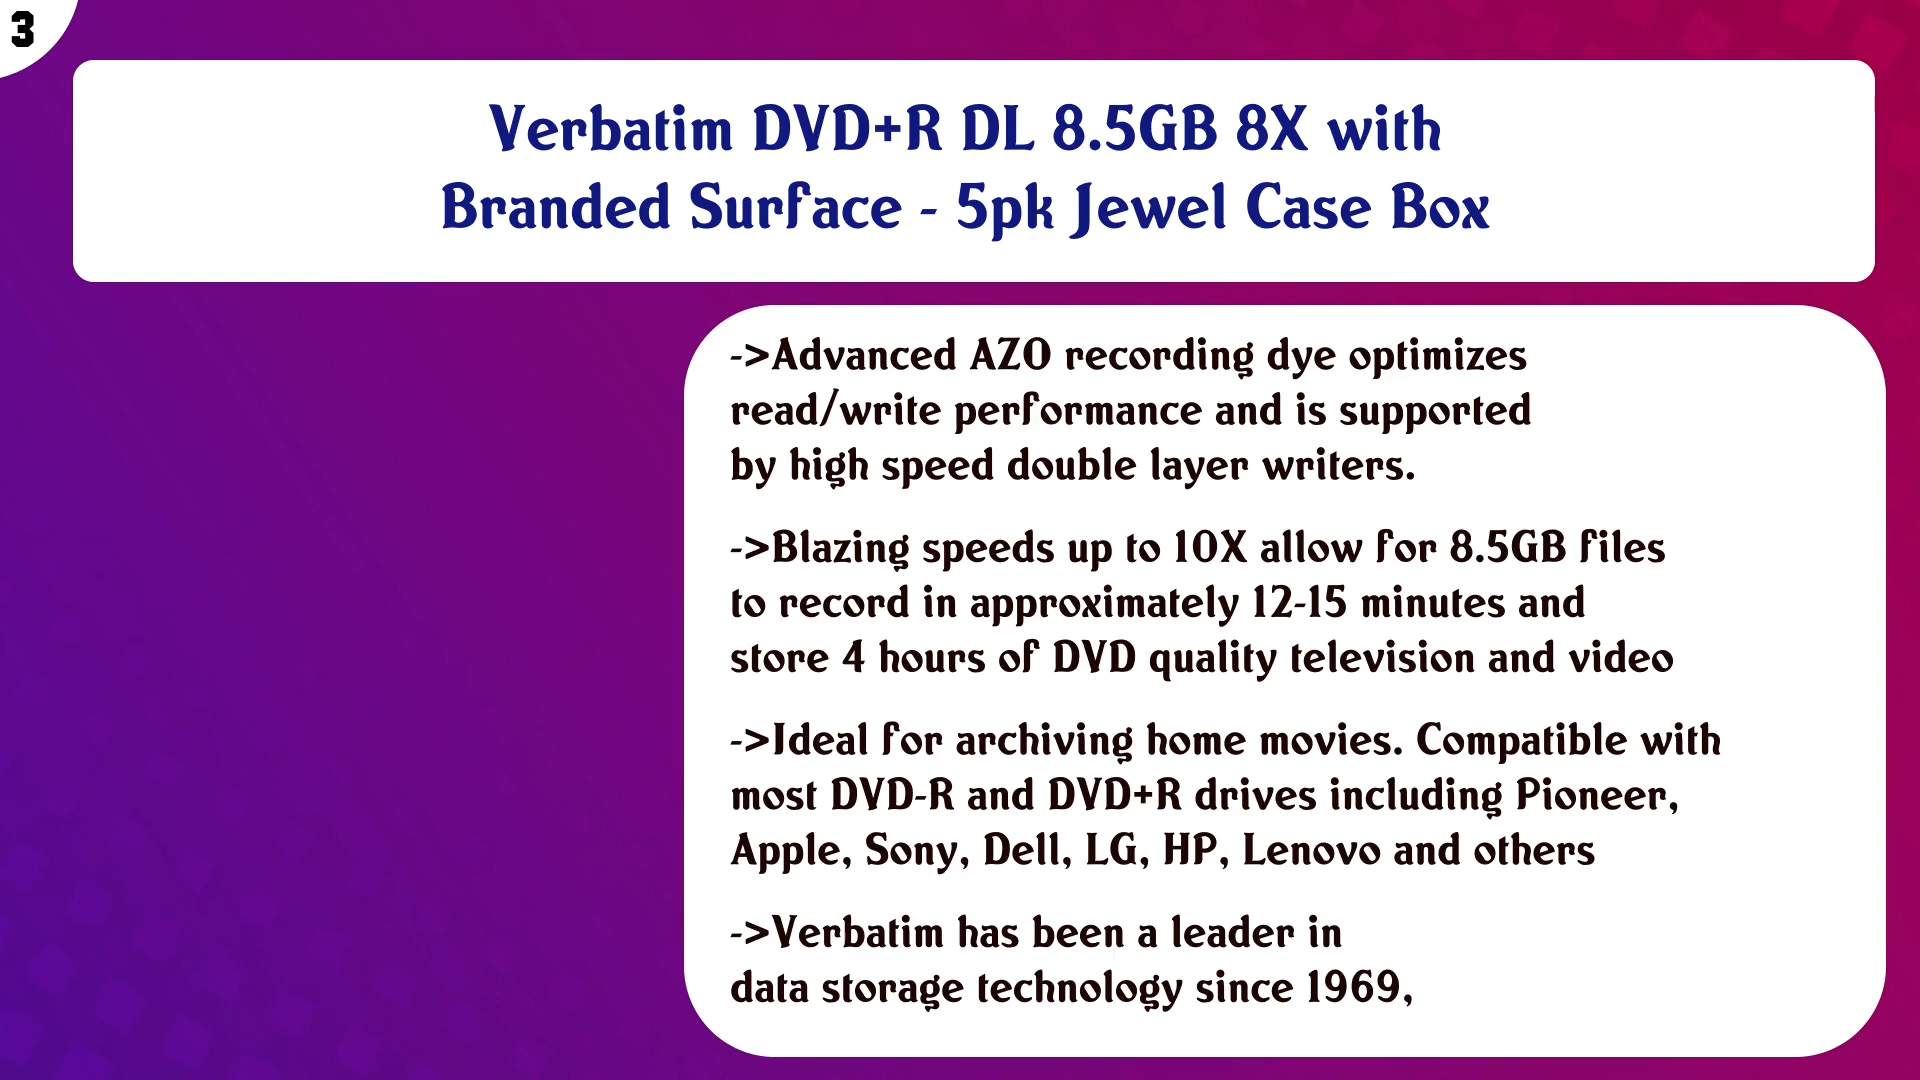 3
Verbatim DVD+R DL 8.5GB 8X with
Branded Surface - 5pk Jewel Case Box
->Advanced AZO recording dye optimizes
read/write performance and is supported
by high speed double layer writers.
->Blazing speeds up to 10X allow for 8.5GB files
to record in approximately 12-15 minutes and
store 4 hours of DVD quality television and video
->Ideal for archiving home movies. Compatible with
most DVD-R and DVD+R drives including Pioneer,
Apple, Sony, Dell, LG, HP, Lenovo and others
->Verbatim has been a leader in
data storage technology since 1969,